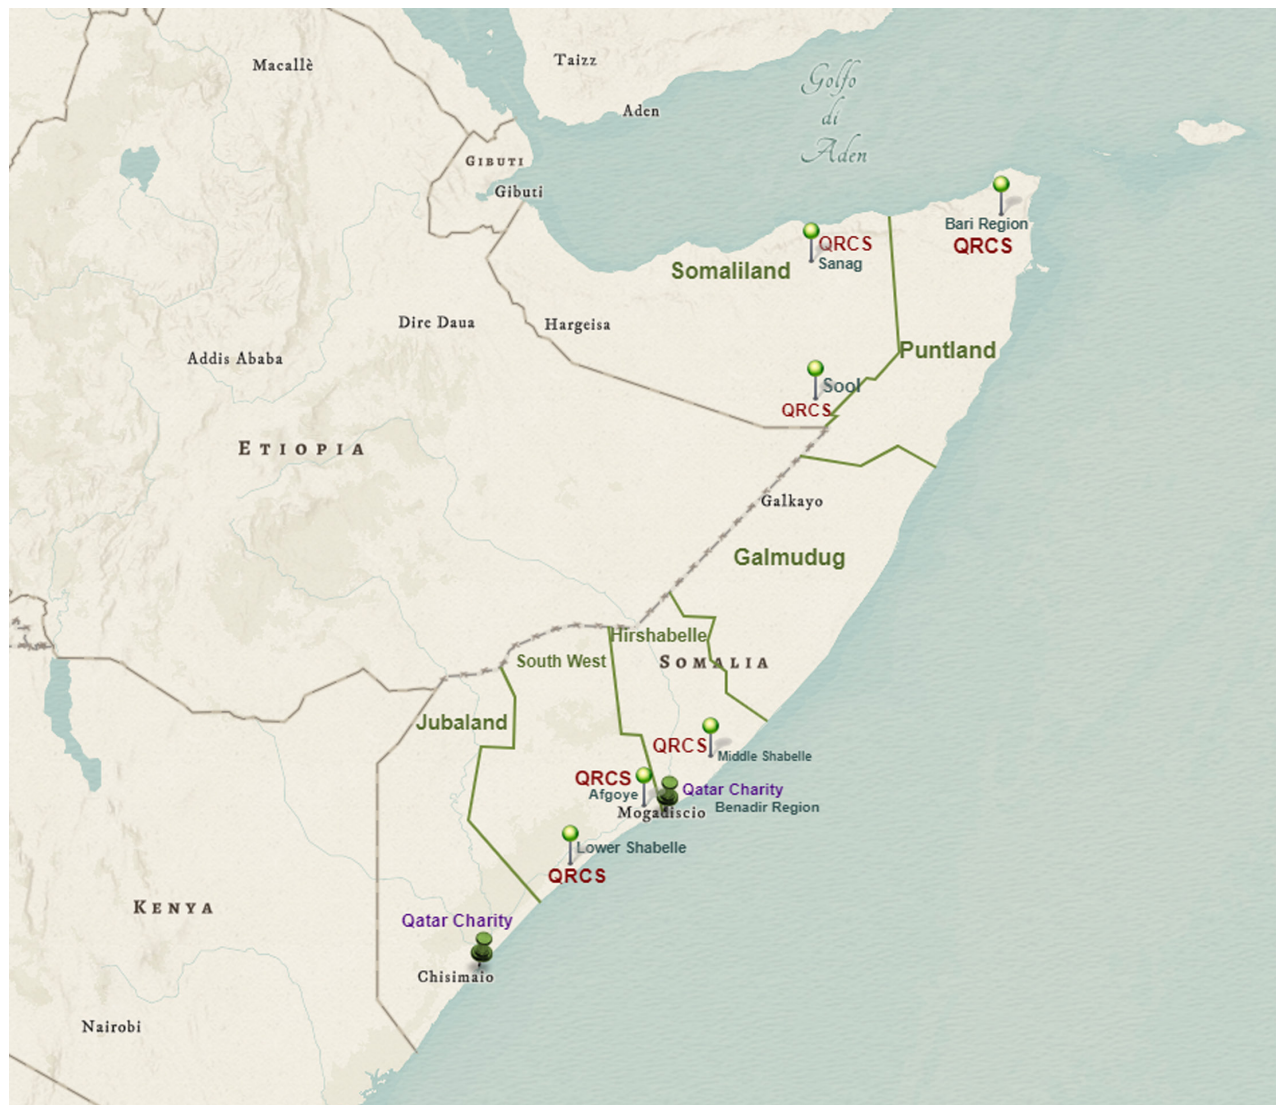 Macallè
Taizz
Aden
Golfo
di
Aden
GIBUTI
Gibuti
Bari Region
QRCS
QRCS
Sanag
Somaliland
Dire Daua
Hargeisa
Addis Ababa
Puntland
Sool
QRCS
ETIOPIA
Galkayo
Galmudug
Hirshabelle
South West
SOMALIA
Jubaland
QRCS
Middle Shabelle
QRCS
Afgoye
Qatar Charity
Benadir Region
Mogadiscio
Lower Shabelle
QRCS
KENYA
Qatar Charity
Chisimaio
Nairobi